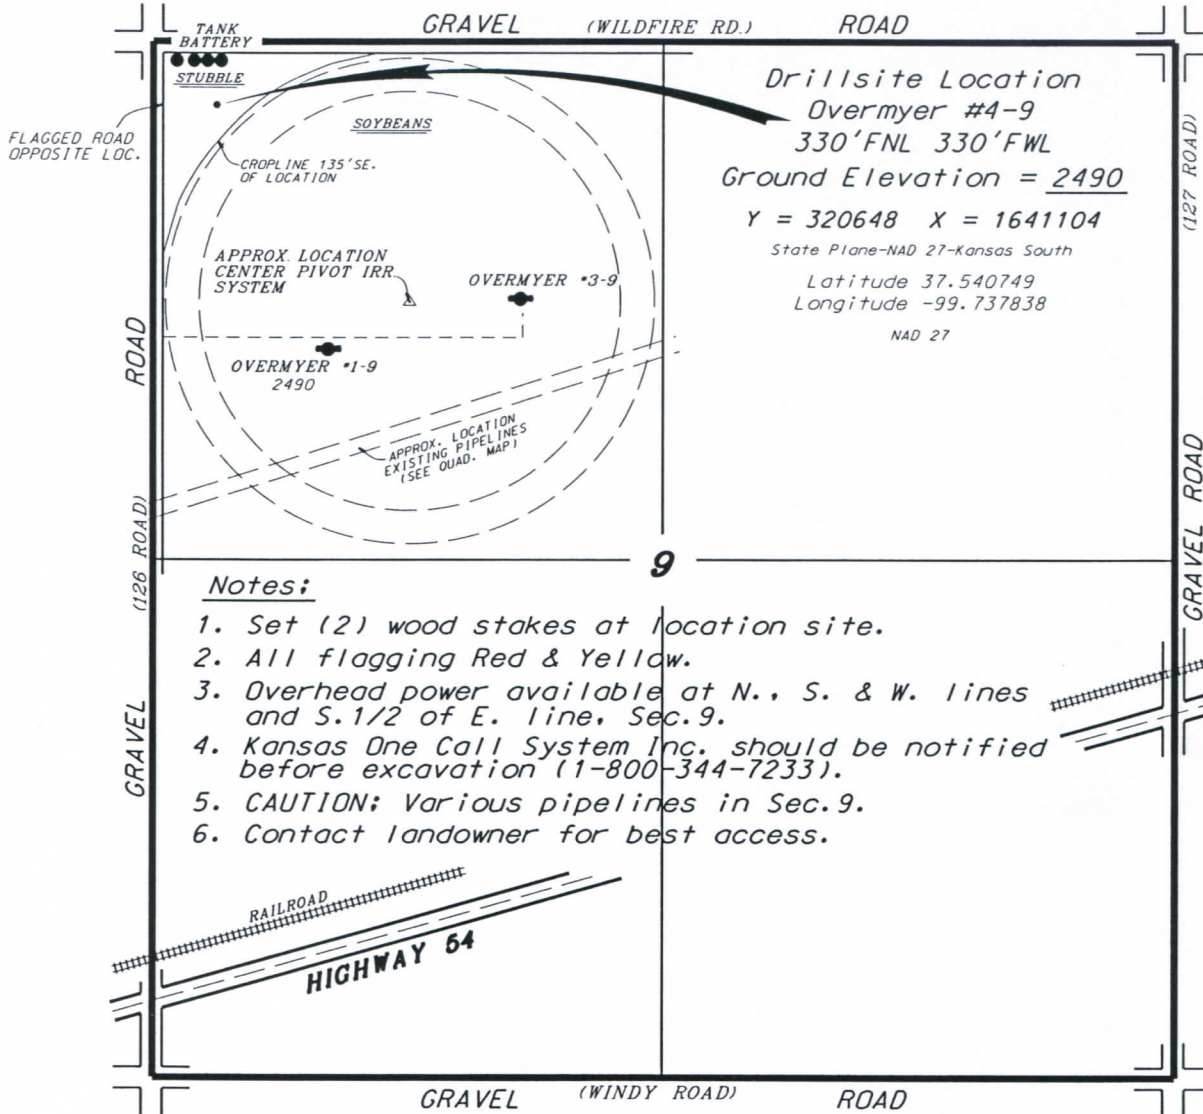 GRAVEL (WILDFIRE RD.) ROAD
TANK
BATTERY
STUBBLE
FLAGGED ROAD
OPPOSITE LOC.
SOYBEANS
CROPLINE 135'SE.
OF LOCATION
Drillsite Location
Overmyer #4-9
330'FNL 330'FWL
Ground Elevation = 2490
Y = 320648 X = 1641104
State Plane-NAD 27-Kansas South
Latitude 37.540749
Longitude -99.737838
NAD 27
(127 ROAD)
GRAVEL ROAD
APPROX. LOCATION
CENTER PIVOT IRR.
SYSTEM
OVERMYER #3-9
OVERMYER #1-9
2490
APPROX. LOCATION
EXISTING PIPELINES
(SEE QUAD. MAP)
GRAVEL (126 ROAD) ROAD
9
Notes:
1. Set (2) wood stakes at location site.
2. All flagging Red & Yellow.
3. Overhead power available at N., S. & W. lines
and S.1/2 of E. line, Sec.9.
4. Kansas One Call System Inc. should be notified
before excavation (1-800-344-7233).
5. CAUTION: Various pipelines in Sec.9.
6. Contact landowner for best access.
RAILROAD
HIGHWAY 54
GRAVEL (WINDY ROAD) ROAD